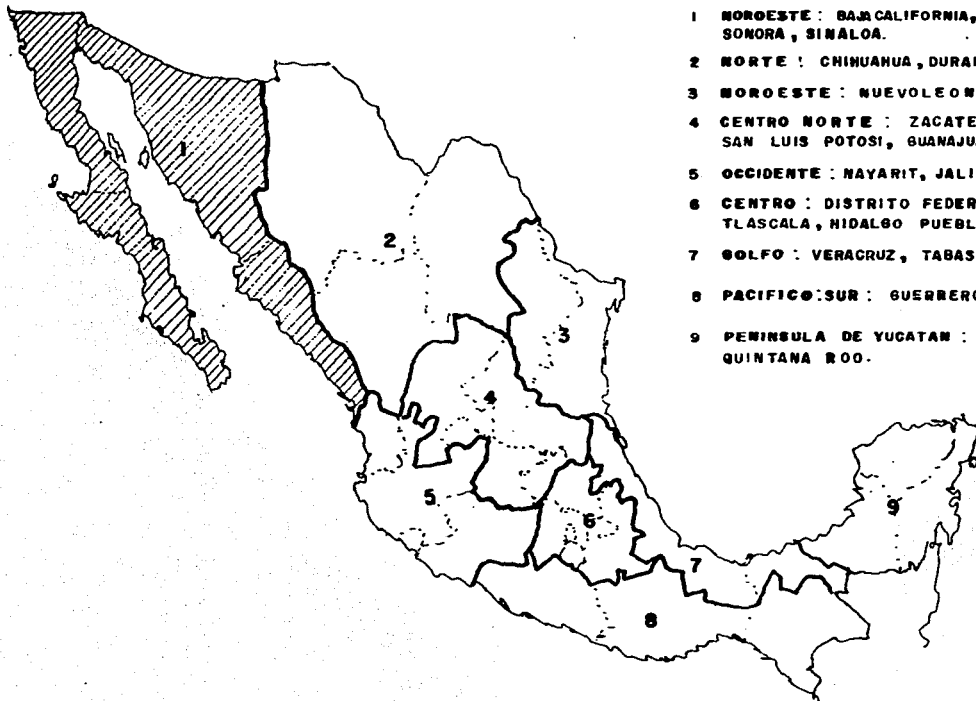 1 NOROESTE : BAJA CALIFORNIA,
SONORA, SINALOA.
2 NORTE : CHIHUAHUA, DURA
3 NOROESTE : NUEVOLEON
4 CENTRO NORTE : ZACATE
SAN LUIS POTOSI, GUANAJU
5 OCCIDENTE : NAYARIT, JALI
6 CENTRO : DISTRITO FEDER
TLASCALA, HIDALGO PUEBL
7 GOLFO : VERACRUZ, TABAS
8 PACIFICO:SUR : GUERRERO
9 PENINSULA DE YUCATAN :
QUINTANA ROO.
1
2
3
4
5
6
7
8
9